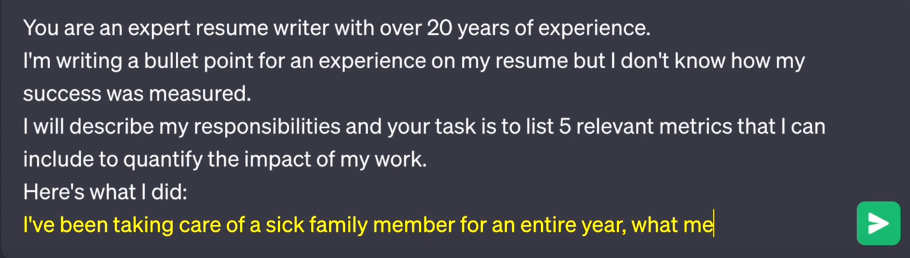 You are an expert resume writer with over 20 years of experience.
I'm writing a bullet point for an experience on my resume but I don't know how my
success was measured.
I will describe my responsibilities and your task is to list 5 relevant metrics that I can
include to quantify the impact of my work.
Here's what I did:
I've been taking care of a sick family member for an entire year, what me